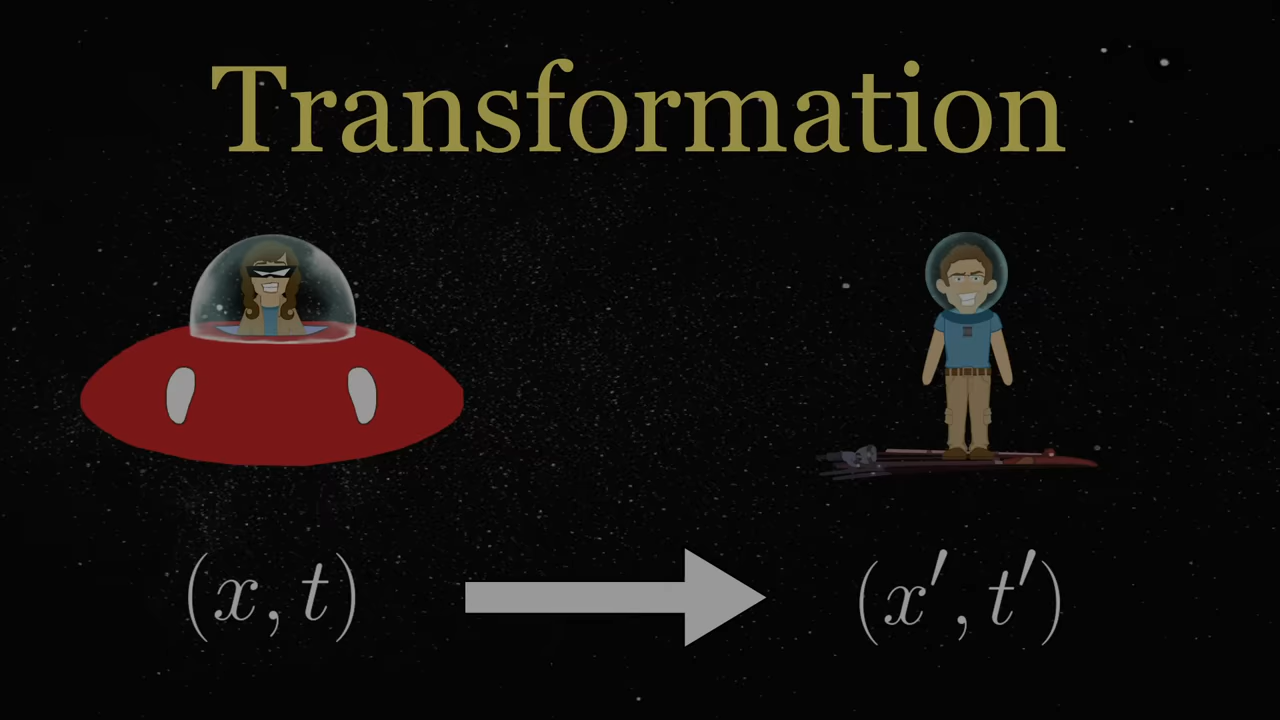 Transformation
(x, t)
(x′, t′)